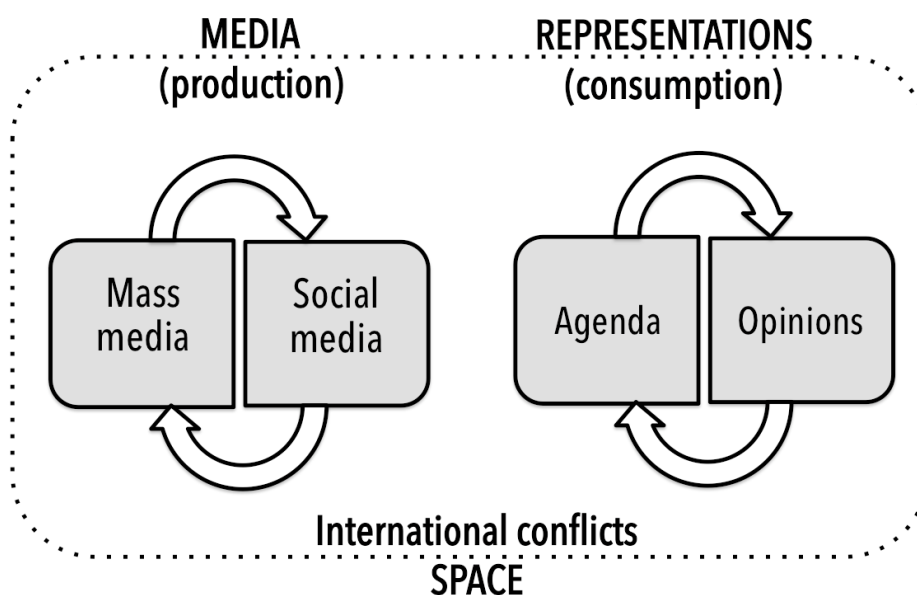 MEDIA
(production)
REPRESENTATIONS
(consumption)
Mass
media
Social
media
Agenda
Opinions
International conflicts
SPACE